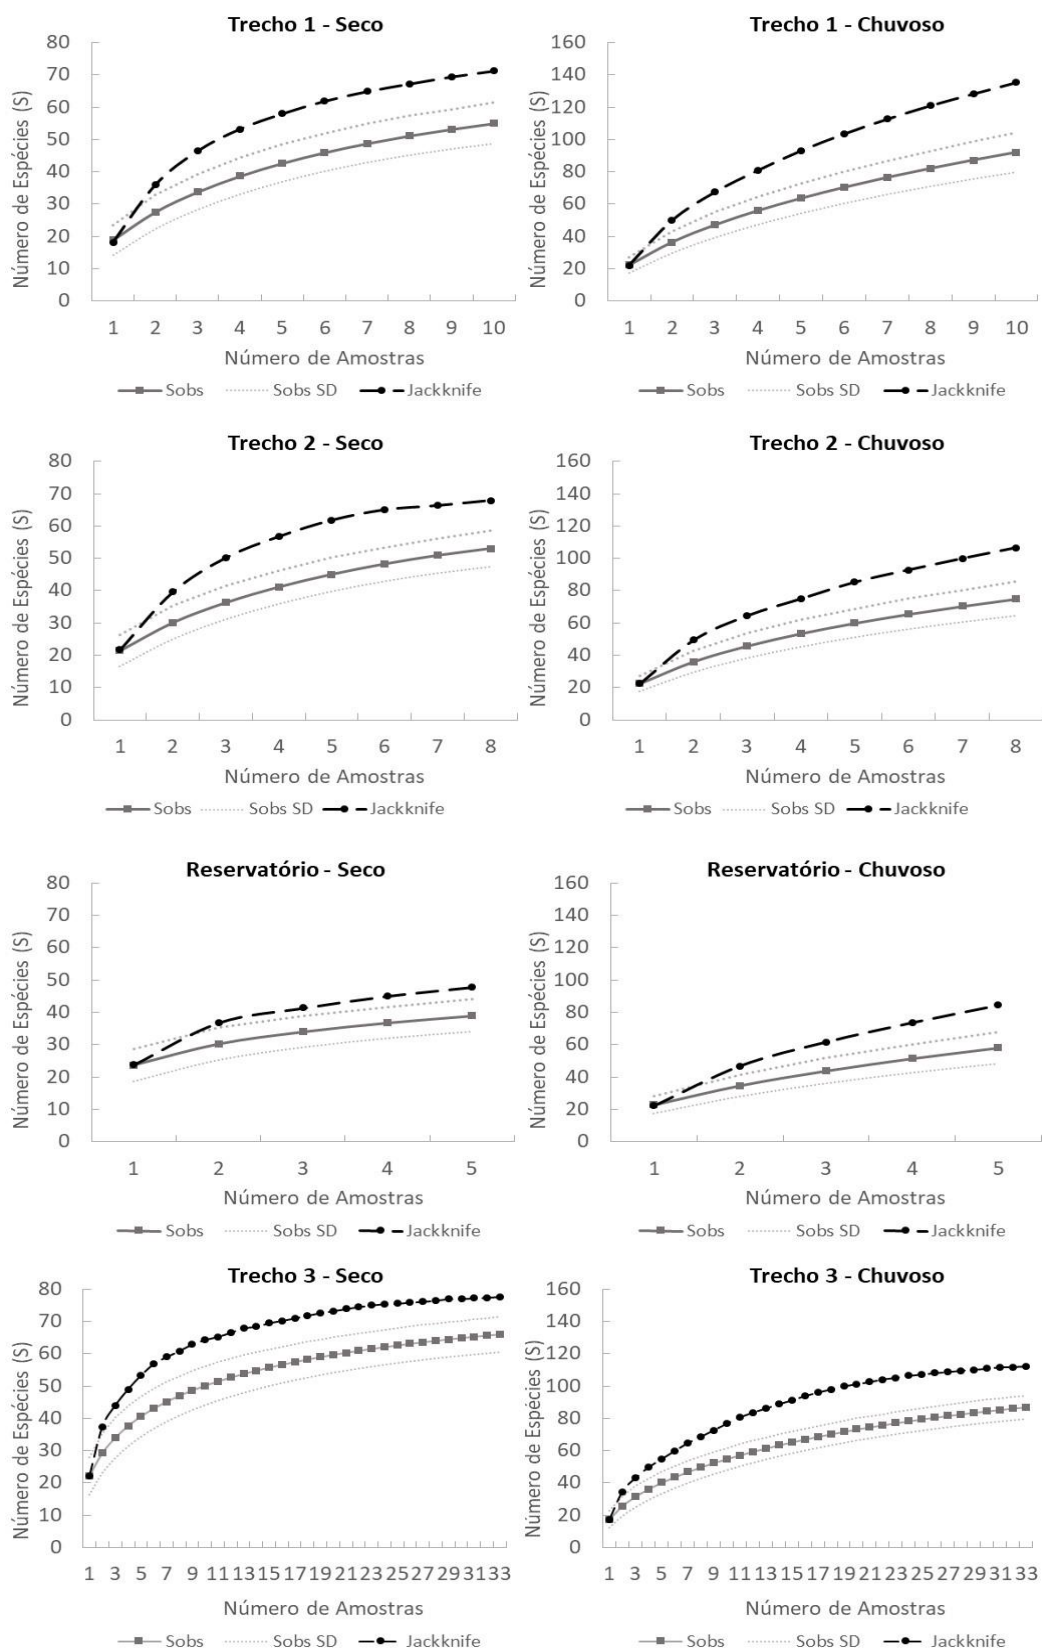 Trecho 1 - Seco
80
70
60
50
40
30
20
10
0
Número de Espécies (S)
1 2 3 4 5 6 7 8 9 10
Número de Amostras
Sobs Sobs SD Jackknife
Trecho 1 - Chuvoso
160
140
120
100
80
60
40
20
0
Número de Espécies (S)
1 2 3 4 5 6 7 8 9 10
Número de Amostras
Sobs Sobs SD Jackknife
Trecho 2 - Seco
80
70
60
50
40
30
20
10
0
Número de Espécies (S)
1 2 3 4 5 6 7 8
Número de Amostras
Sobs Sobs SD Jackknife
Trecho 2 - Chuvoso
160
140
120
100
80
60
40
20
0
Número de Espécies (S)
1 2 3 4 5 6 7 8
Número de Amostras
Sobs Sobs SD Jackknife
Reservatório - Seco
80
70
60
50
40
30
20
10
0
Número de Espécies (S)
1 2 3 4 5
Número de Amostras
Sobs Sobs SD Jackknife
Reservatório - Chuvoso
160
140
120
100
80
60
40
20
0
Número de Espécies (S)
1 2 3 4 5
Número de Amostras
Sobs Sobs SD Jackknife
Trecho 3 - Seco
80
70
60
50
40
30
20
10
0
Número de Espécies (S)
1 3 5 7 9 11 13 15 17 19 21 23 25 27 29 31 33
Número de Amostras
Sobs Sobs SD Jackknife
Trecho 3 - Chuvoso
160
140
120
100
80
60
40
20
0
Número de Espécies (S)
1 3 5 7 9 11 13 15 17 19 21 23 25 27 29 31 33
Número de Amostras
Sobs Sobs SD Jackknife